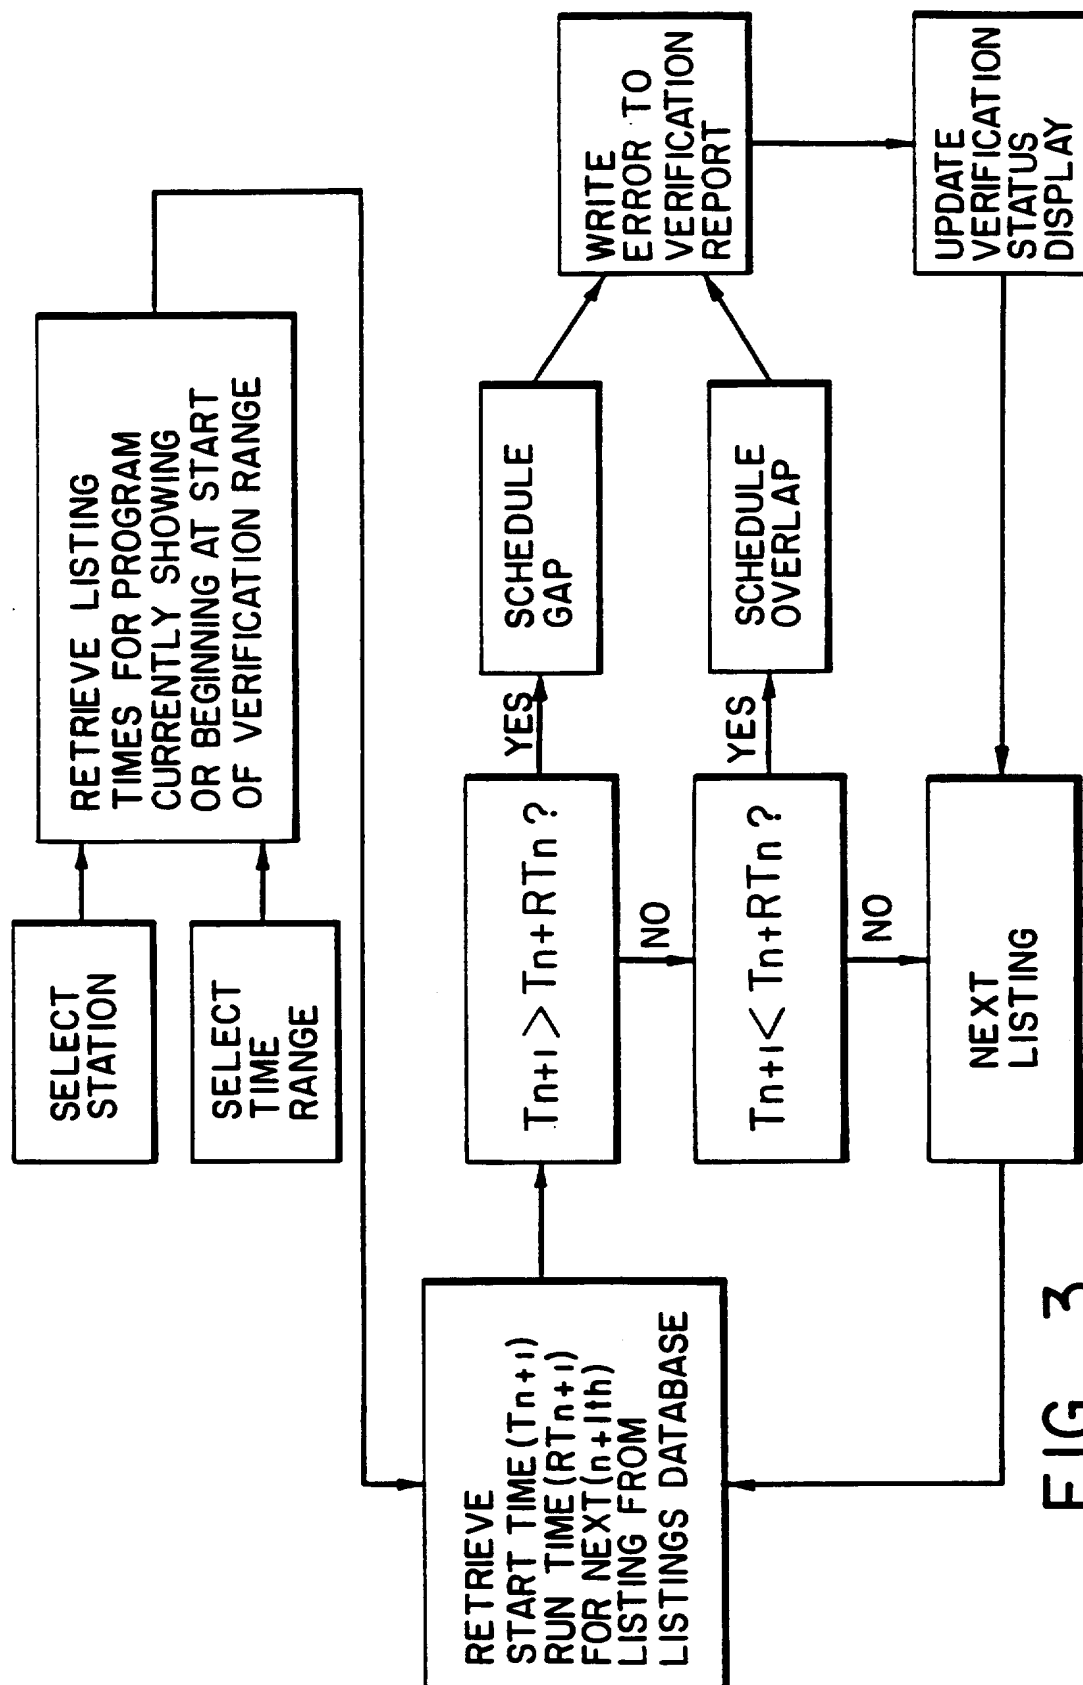 SELECT
STATION
SELECT
TIME
RANGE
RETRIEVE LISTING
TIMES FOR PROGRAM
CURRENTLY SHOWING
OR BEGINNING AT START
OF VERIFICATION RANGE
RETRIEVE
START TIME(Tn+1)
RUN TIME(RTn+1)
FOR NEXT(n+1th)
LISTING FROM
LISTINGS DATABASE
Tn+1>Tn+RTn?
YES
SCHEDULE
GAP
NO
Tn+1<Tn+RTn?
YES
SCHEDULE
OVERLAP
NO
WRITE
ERROR TO
VERIFICATION
REPORT
UPDATE
VERIFICATION
STATUS
DISPLAY
NEXT
LISTING
FIG 3